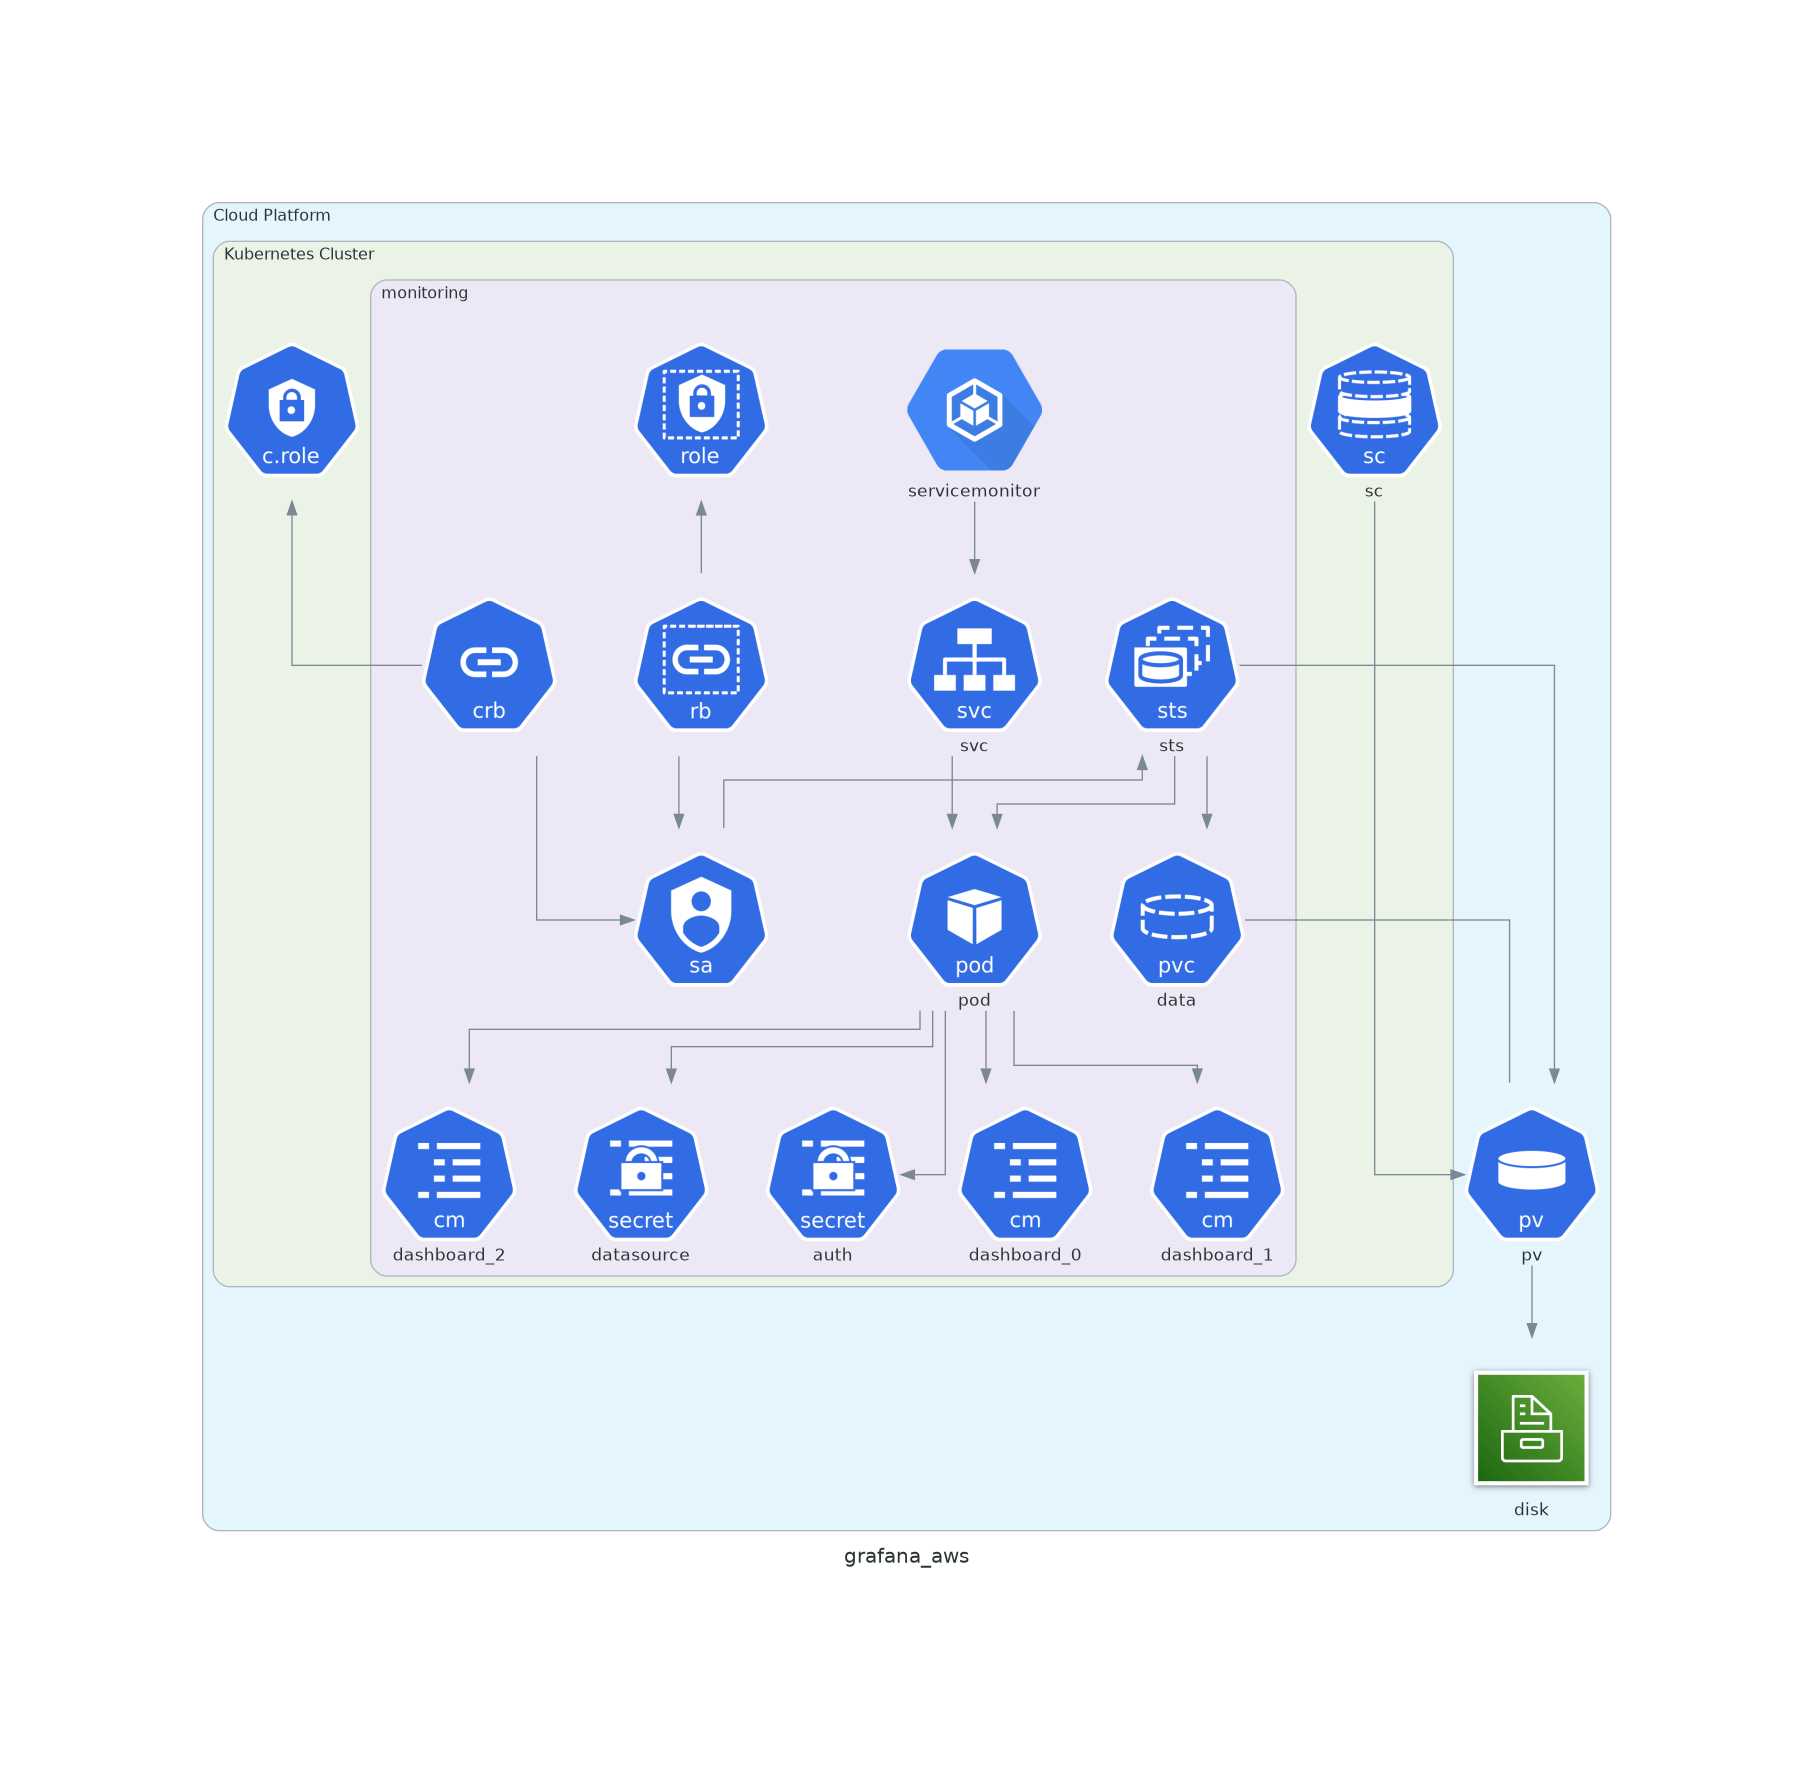 Cloud Platform
Kubernetes Cluster
monitoring
c.role
role
servicemonitor
sc
sc
crb
rb
svc
svc
sts
sts
sa
pod
pod
pvc
data
cm
dashboard_2
secret
datasource
secret
auth
cm
dashboard_0
cm
dashboard_1
pv
pv
disk
grafana_aws